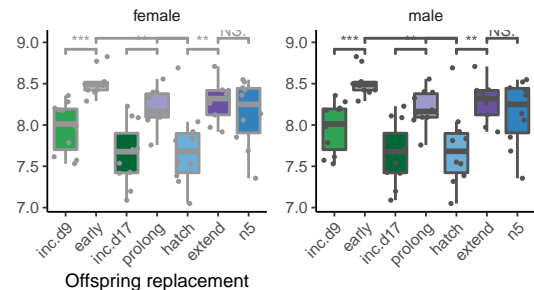 female
male
*** ** ** NS.
*** ** ** NS.
9.0
8.5
8.0
7.5
7.0
9.0
8.5
8.0
7.5
7.0
inc.d9 early inc.d17 prolong hatch extend n5
inc.d9 early inc.d17 prolong hatch extend n5
Offspring replacement